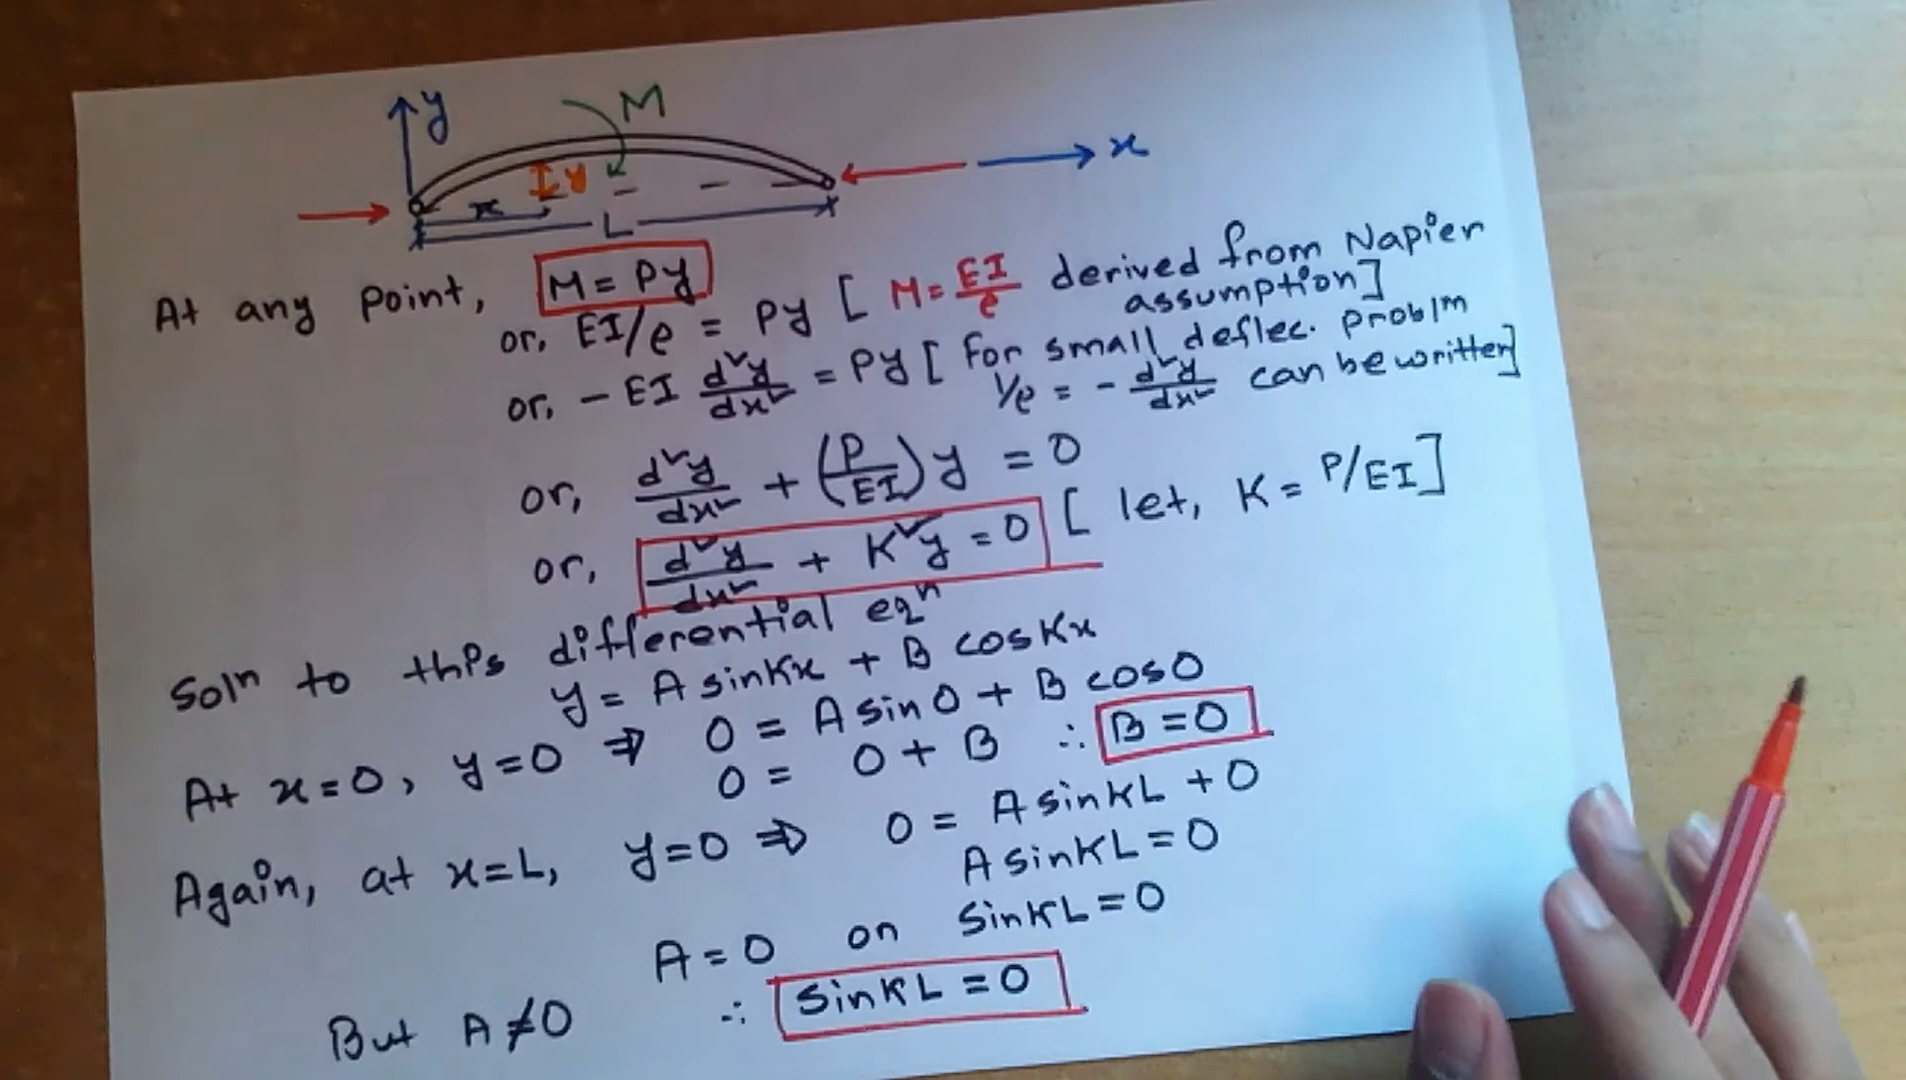 y
M
x
y
x
L
At any point, M = Py
or, EI/ρ = Py [ M = EI/ρ derived from Napier
assumption]
or, - EI d²y/dx² = Py [ For small deflec. problm
1/ρ = - d²y/dx² can be written]
or, d²y/dx² + (P/EI) y = 0
or, d²y/dx² + K²y = 0 [ let, K = P/EI ]
Solⁿ to this differential eqⁿ
y = A sinKx + B cosKx
At x=0, y=0 ⇒ 0 = A sin0 + B cos0
0 = 0 + B ∴ B = 0
Again, at x=L, y=0 ⇒ 0 = A sinKL + 0
A sinKL = 0
A = 0 or sinKL = 0
But A ≠ 0 ∴ SinKL = 0